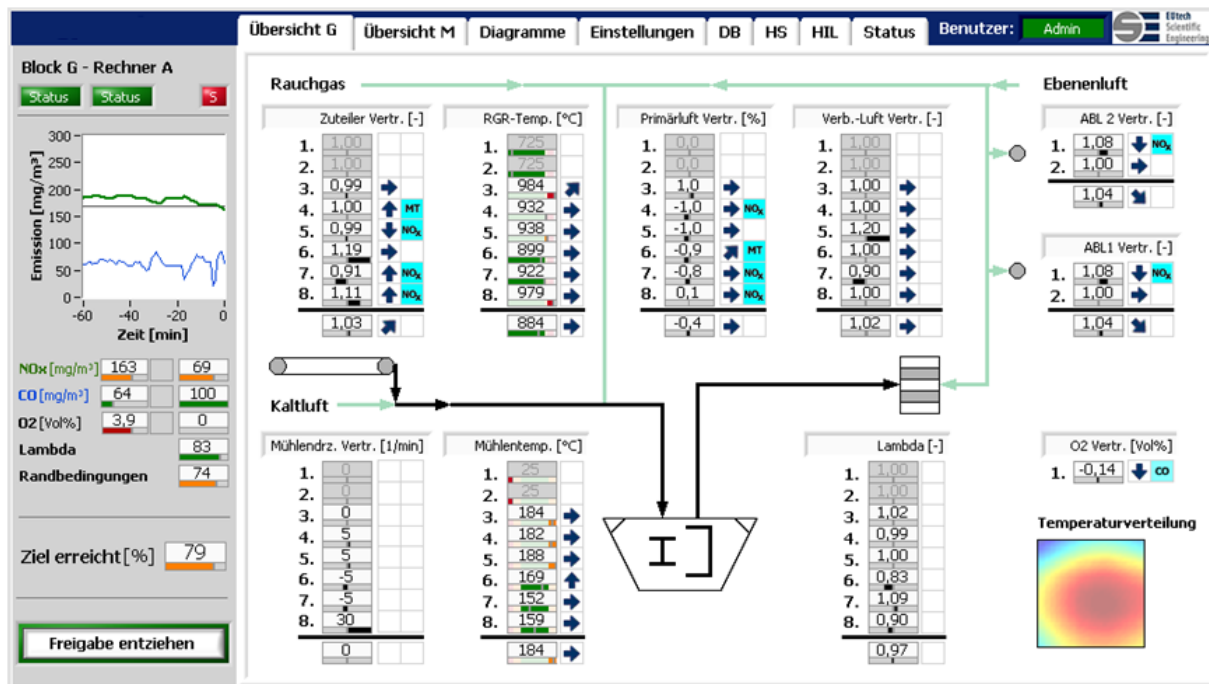 Übersicht G Übersicht M Diagramme Einstellungen DB HS HIL Status Benutzer: Admin
SE EUtech
Scientific
Engineering
Block G - Rechner A
Status Status S
300
250
200
150
100
50
0
Emission [mg/m³]
-60 -40 -20 0
Zeit [min]
NOx [mg/m³] 163 69
CO [mg/m³] 64 100
O2 [Vol%] 3,9 0
Lambda 83
Randbedingungen 74
Ziel erreicht [%] 79
Freigabe entziehen
Rauchgas
Ebenenluft
Zuteiler Vertr. [-]
1. 1,00
2. 1,00
3. 0,99
4. 1,00 MT
5. 0,99 NOx
6. 1,19
7. 0,91 NOx
8. 1,11 NOx
1,03
RGR-Temp. [°C]
1. 725
2. 725
3. 984
4. 932
5. 938
6. 899
7. 922
8. 979
884
Primärluft Vertr. [%]
1. 0,0
2. 0,0
3. 1,0
4. -1,0 NOx
5. -1,0
6. -0,9 MT
7. -0,8 NOx
8. 0,1 NOx
-0,4
Verb.-Luft Vertr. [-]
1. 1,00
2. 1,00
3. 1,00
4. 1,00
5. 1,20
6. 1,00
7. 0,90
8. 1,00
1,02
ABL 2 Vertr. [-]
1. 1,08 NOx
2. 1,00
1,04
ABL1 Vertr. [-]
1. 1,08 NOx
2. 1,00
1,04
Kaltluft
Mühlendrz. Vertr. [1/min]
1. 0
2. 0
3. 0
4. 5
5. 5
6. -5
7. -5
8. 30
0
Mühlentemp. [°C]
1. 25
2. 25
3. 184
4. 182
5. 188
6. 169
7. 152
8. 159
184
Lambda [-]
1. 1,00
2. 1,00
3. 1,02
4. 0,99
5. 1,00
6. 0,83
7. 1,09
8. 0,90
0,97
O2 Vertr. [Vol%]
1. -0,14 CO
Temperaturverteilung